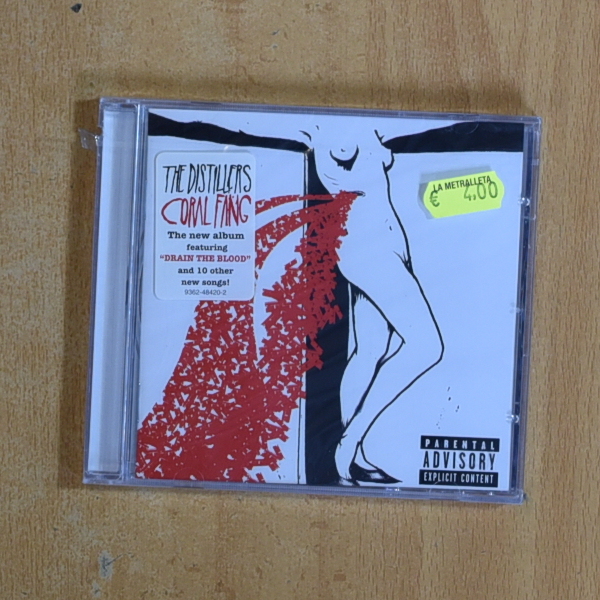 THE DISTILLERS
CORAL FANG
The new album
featuring
"DRAIN THE BLOOD"
and 10 other
new songs!
9362-48420-2
LA METRALLETA
€ 4.00
PARENTAL
ADVISORY
EXPLICIT CONTENT